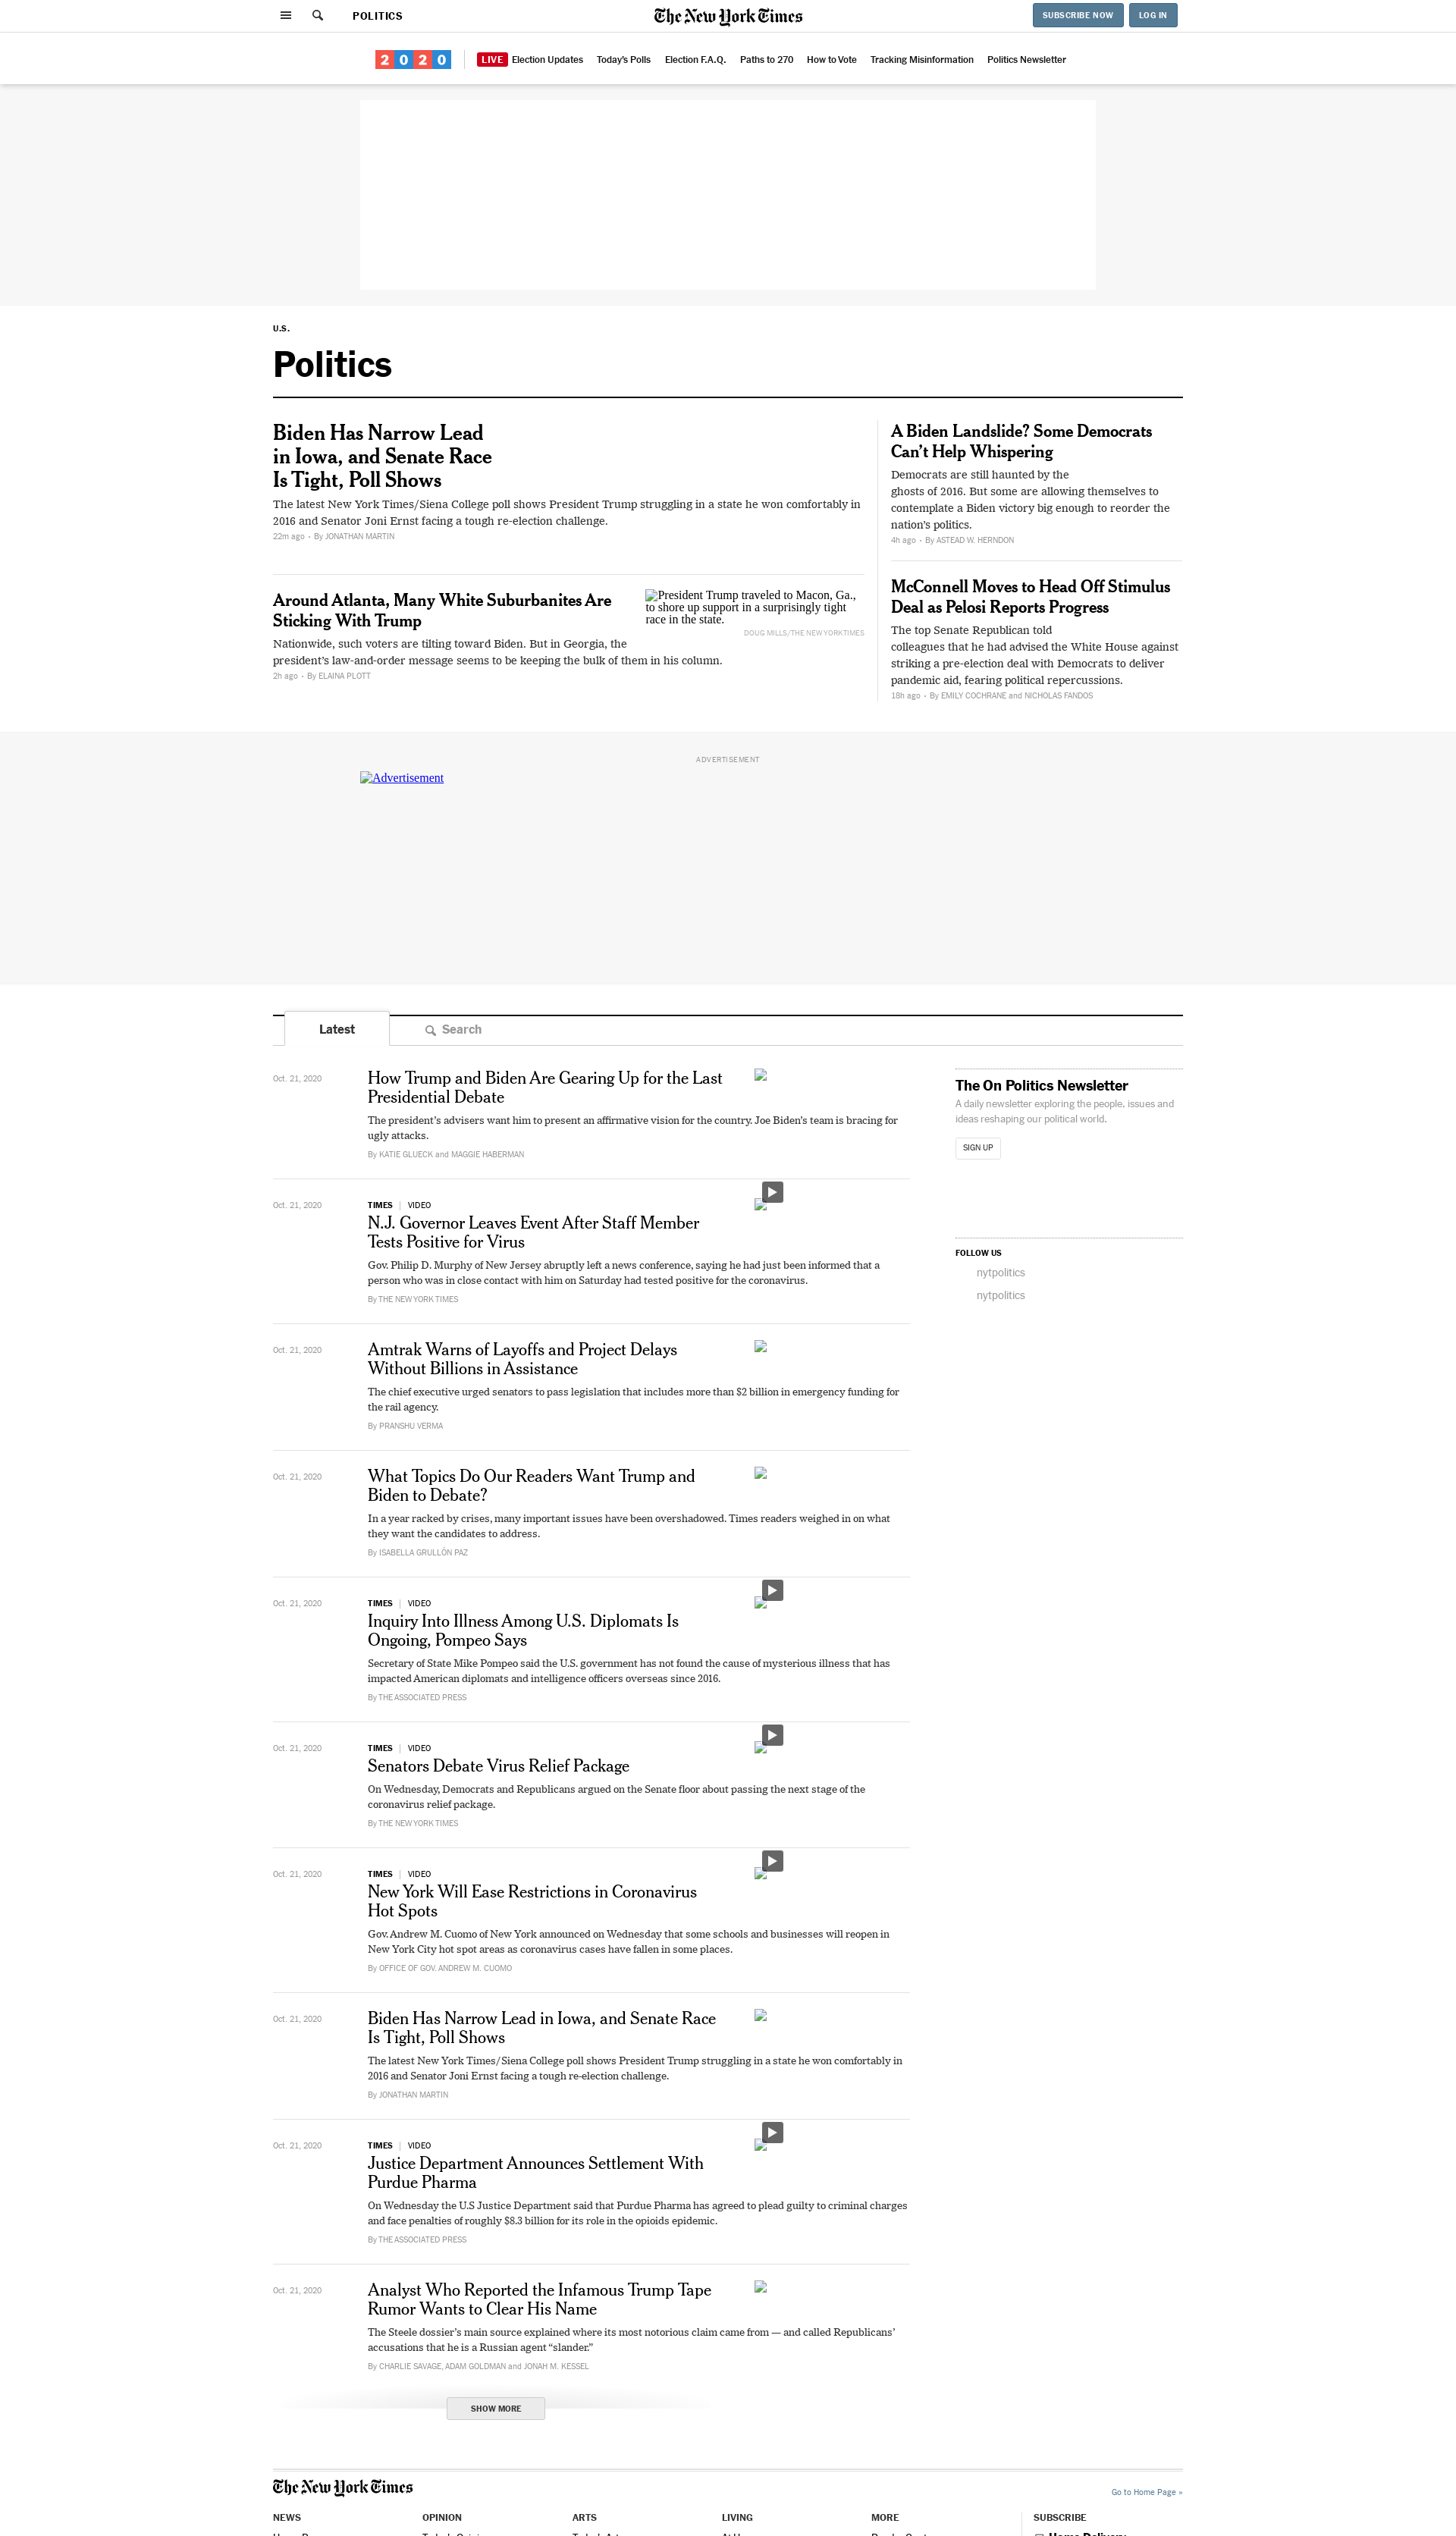 POLITICS
The New York Times
SUBSCRIBE NOW
LOG IN
2020
LIVE Election Updates
Today's Polls
Election F.A.Q.
Paths to 270
How to Vote
Tracking Misinformation
Politics Newsletter
U.S.
Politics
Biden Has Narrow Lead
in Iowa, and Senate Race
Is Tight, Poll Shows
The latest New York Times/Siena College poll shows President Trump struggling in a state he won comfortably in
2016 and Senator Joni Ernst facing a tough re-election challenge.
22m ago • By JONATHAN MARTIN
Around Atlanta, Many White Suburbanites Are
Sticking With Trump
Nationwide, such voters are tilting toward Biden. But in Georgia, the
president's law-and-order message seems to be keeping the bulk of them in his column.
2h ago • By ELAINA PLOTT
President Trump traveled to Macon, Ga.,
to shore up support in a surprisingly tight
race in the state.
DOUG MILLS/THE NEW YORK TIMES
A Biden Landslide? Some Democrats
Can't Help Whispering
Democrats are still haunted by the
ghosts of 2016. But some are allowing themselves to
contemplate a Biden victory big enough to reorder the
nation's politics.
4h ago • By ASTEAD W. HERNDON
McConnell Moves to Head Off Stimulus
Deal as Pelosi Reports Progress
The top Senate Republican told
colleagues that he had advised the White House against
striking a pre-election deal with Democrats to deliver
pandemic aid, fearing political repercussions.
18h ago • By EMILY COCHRANE and NICHOLAS FANDOS
ADVERTISEMENT
Advertisement
Latest
Search
Oct. 21, 2020
How Trump and Biden Are Gearing Up for the Last
Presidential Debate
The president's advisers want him to present an affirmative vision for the country. Joe Biden's team is bracing for
ugly attacks.
By KATIE GLUECK and MAGGIE HABERMAN
Oct. 21, 2020
TIMES | VIDEO
N.J. Governor Leaves Event After Staff Member
Tests Positive for Virus
Gov. Philip D. Murphy of New Jersey abruptly left a news conference, saying he had just been informed that a
person who was in close contact with him on Saturday had tested positive for the coronavirus.
By THE NEW YORK TIMES
Oct. 21, 2020
Amtrak Warns of Layoffs and Project Delays
Without Billions in Assistance
The chief executive urged senators to pass legislation that includes more than $2 billion in emergency funding for
the rail agency.
By PRANSHU VERMA
Oct. 21, 2020
What Topics Do Our Readers Want Trump and
Biden to Debate?
In a year racked by crises, many important issues have been overshadowed. Times readers weighed in on what
they want the candidates to address.
By ISABELLA GRULLÓN PAZ
Oct. 21, 2020
TIMES | VIDEO
Inquiry Into Illness Among U.S. Diplomats Is
Ongoing, Pompeo Says
Secretary of State Mike Pompeo said the U.S. government has not found the cause of mysterious illness that has
impacted American diplomats and intelligence officers overseas since 2016.
By THE ASSOCIATED PRESS
Oct. 21, 2020
TIMES | VIDEO
Senators Debate Virus Relief Package
On Wednesday, Democrats and Republicans argued on the Senate floor about passing the next stage of the
coronavirus relief package.
By THE NEW YORK TIMES
Oct. 21, 2020
TIMES | VIDEO
New York Will Ease Restrictions in Coronavirus
Hot Spots
Gov. Andrew M. Cuomo of New York announced on Wednesday that some schools and businesses will reopen in
New York City hot spot areas as coronavirus cases have fallen in some places.
By OFFICE OF GOV. ANDREW M. CUOMO
Oct. 21, 2020
Biden Has Narrow Lead in Iowa, and Senate Race
Is Tight, Poll Shows
The latest New York Times/Siena College poll shows President Trump struggling in a state he won comfortably in
2016 and Senator Joni Ernst facing a tough re-election challenge.
By JONATHAN MARTIN
Oct. 21, 2020
TIMES | VIDEO
Justice Department Announces Settlement With
Purdue Pharma
On Wednesday the U.S Justice Department said that Purdue Pharma has agreed to plead guilty to criminal charges
and face penalties of roughly $8.3 billion for its role in the opioids epidemic.
By THE ASSOCIATED PRESS
Oct. 21, 2020
Analyst Who Reported the Infamous Trump Tape
Rumor Wants to Clear His Name
The Steele dossier's main source explained where its most notorious claim came from — and called Republicans'
accusations that he is a Russian agent “slander.”
By CHARLIE SAVAGE, ADAM GOLDMAN and JONAH M. KESSEL
SHOW MORE
The On Politics Newsletter
A daily newsletter exploring the people, issues and
ideas reshaping our political world.
SIGN UP
FOLLOW US
nytpolitics
nytpolitics
The New York Times
Go to Home Page »
NEWS
OPINION
ARTS
LIVING
MORE
SUBSCRIBE